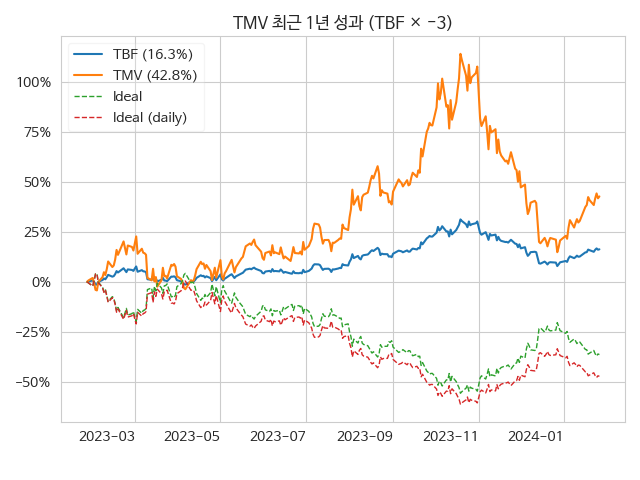 TMV 최근 1년 성과 (TBF × −3)
TBF (16.3%)
TMV (42.8%)
Ideal
Ideal (daily)
100%
75%
50%
25%
0%
−25%
−50%
2023−03
2023−05
2023−07
2023−09
2023−11
2024−01